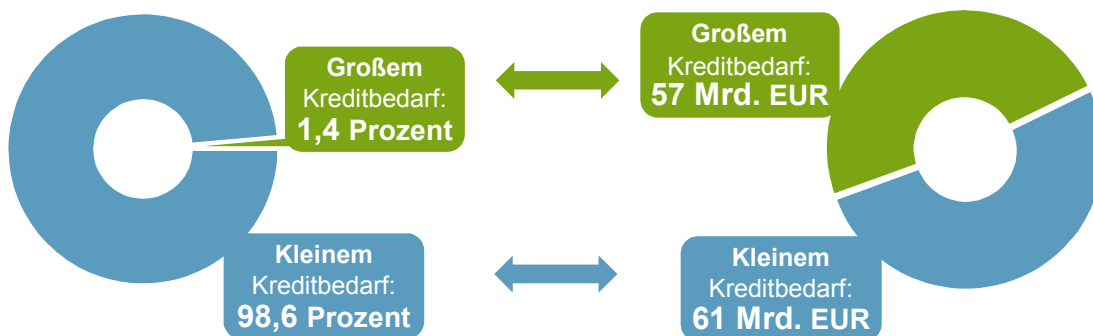 Großem
Kreditbedarf:
1,4 Prozent
Großem
Kreditbedarf:
57 Mrd. EUR
Kleinem
Kreditbedarf:
98,6 Prozent
Kleinem
Kreditbedarf:
61 Mrd. EUR